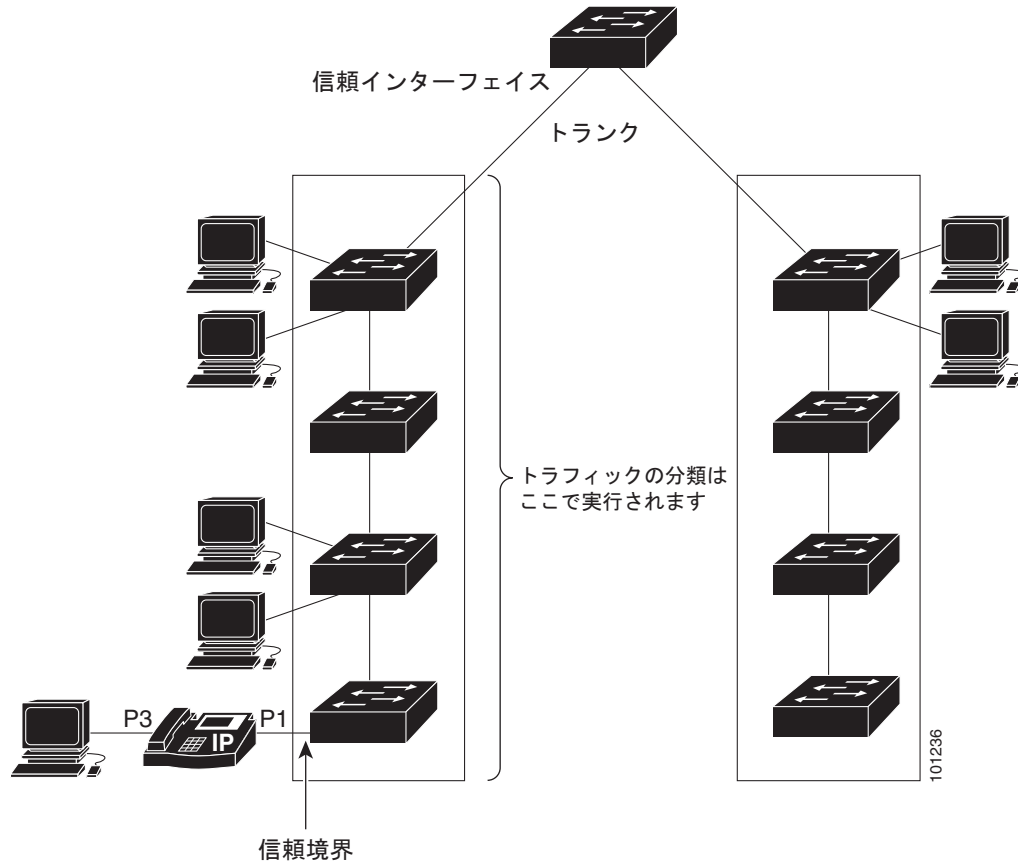 信頼インターフェイス
トランク
トラフィックの分類は
ここで実行されます
P3
IP
P1
信頼境界
101236